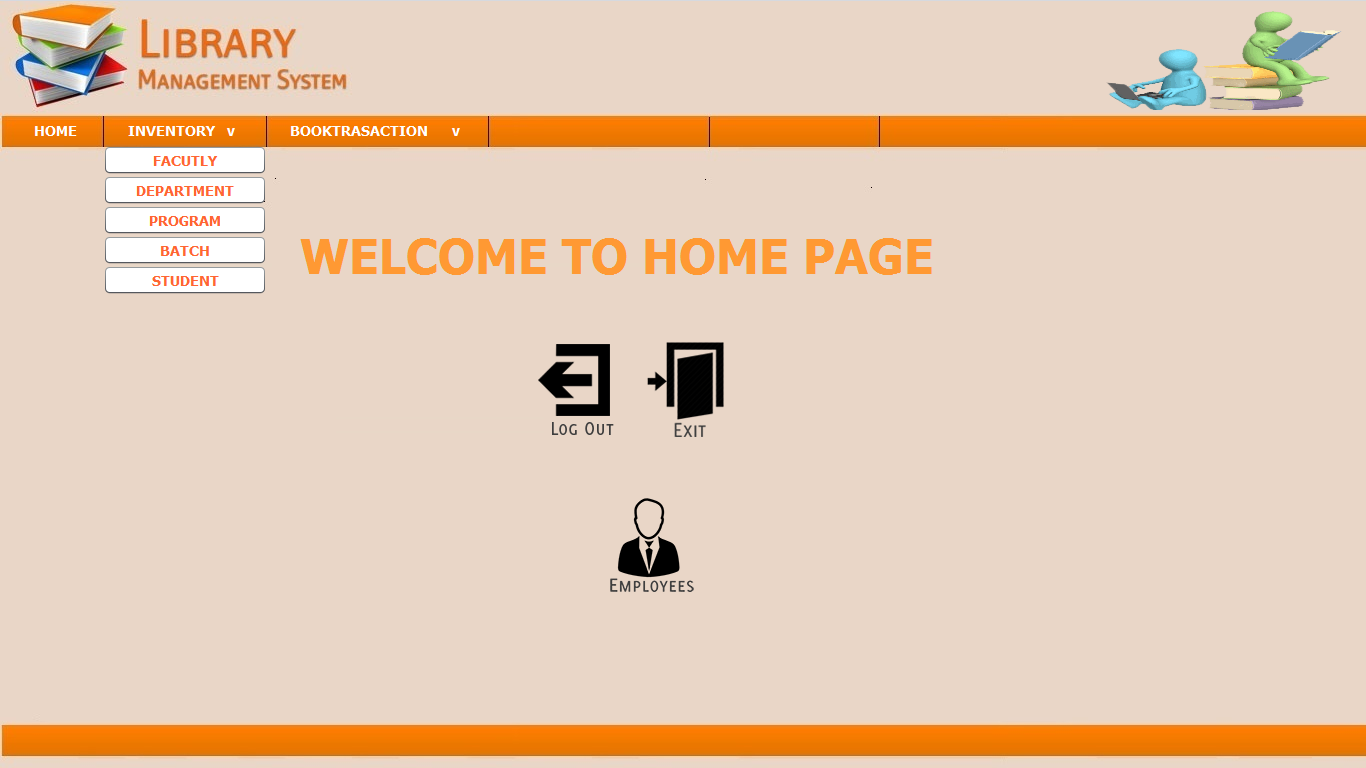 LIBRARY
MANAGEMENT SYSTEM
HOME INVENTORY v BOOKTRASACTION v
FACUTLY
DEPARTMENT
PROGRAM
BATCH
STUDENT
WELCOME TO HOME PAGE
LOG OUT EXIT
EMPLOYEES